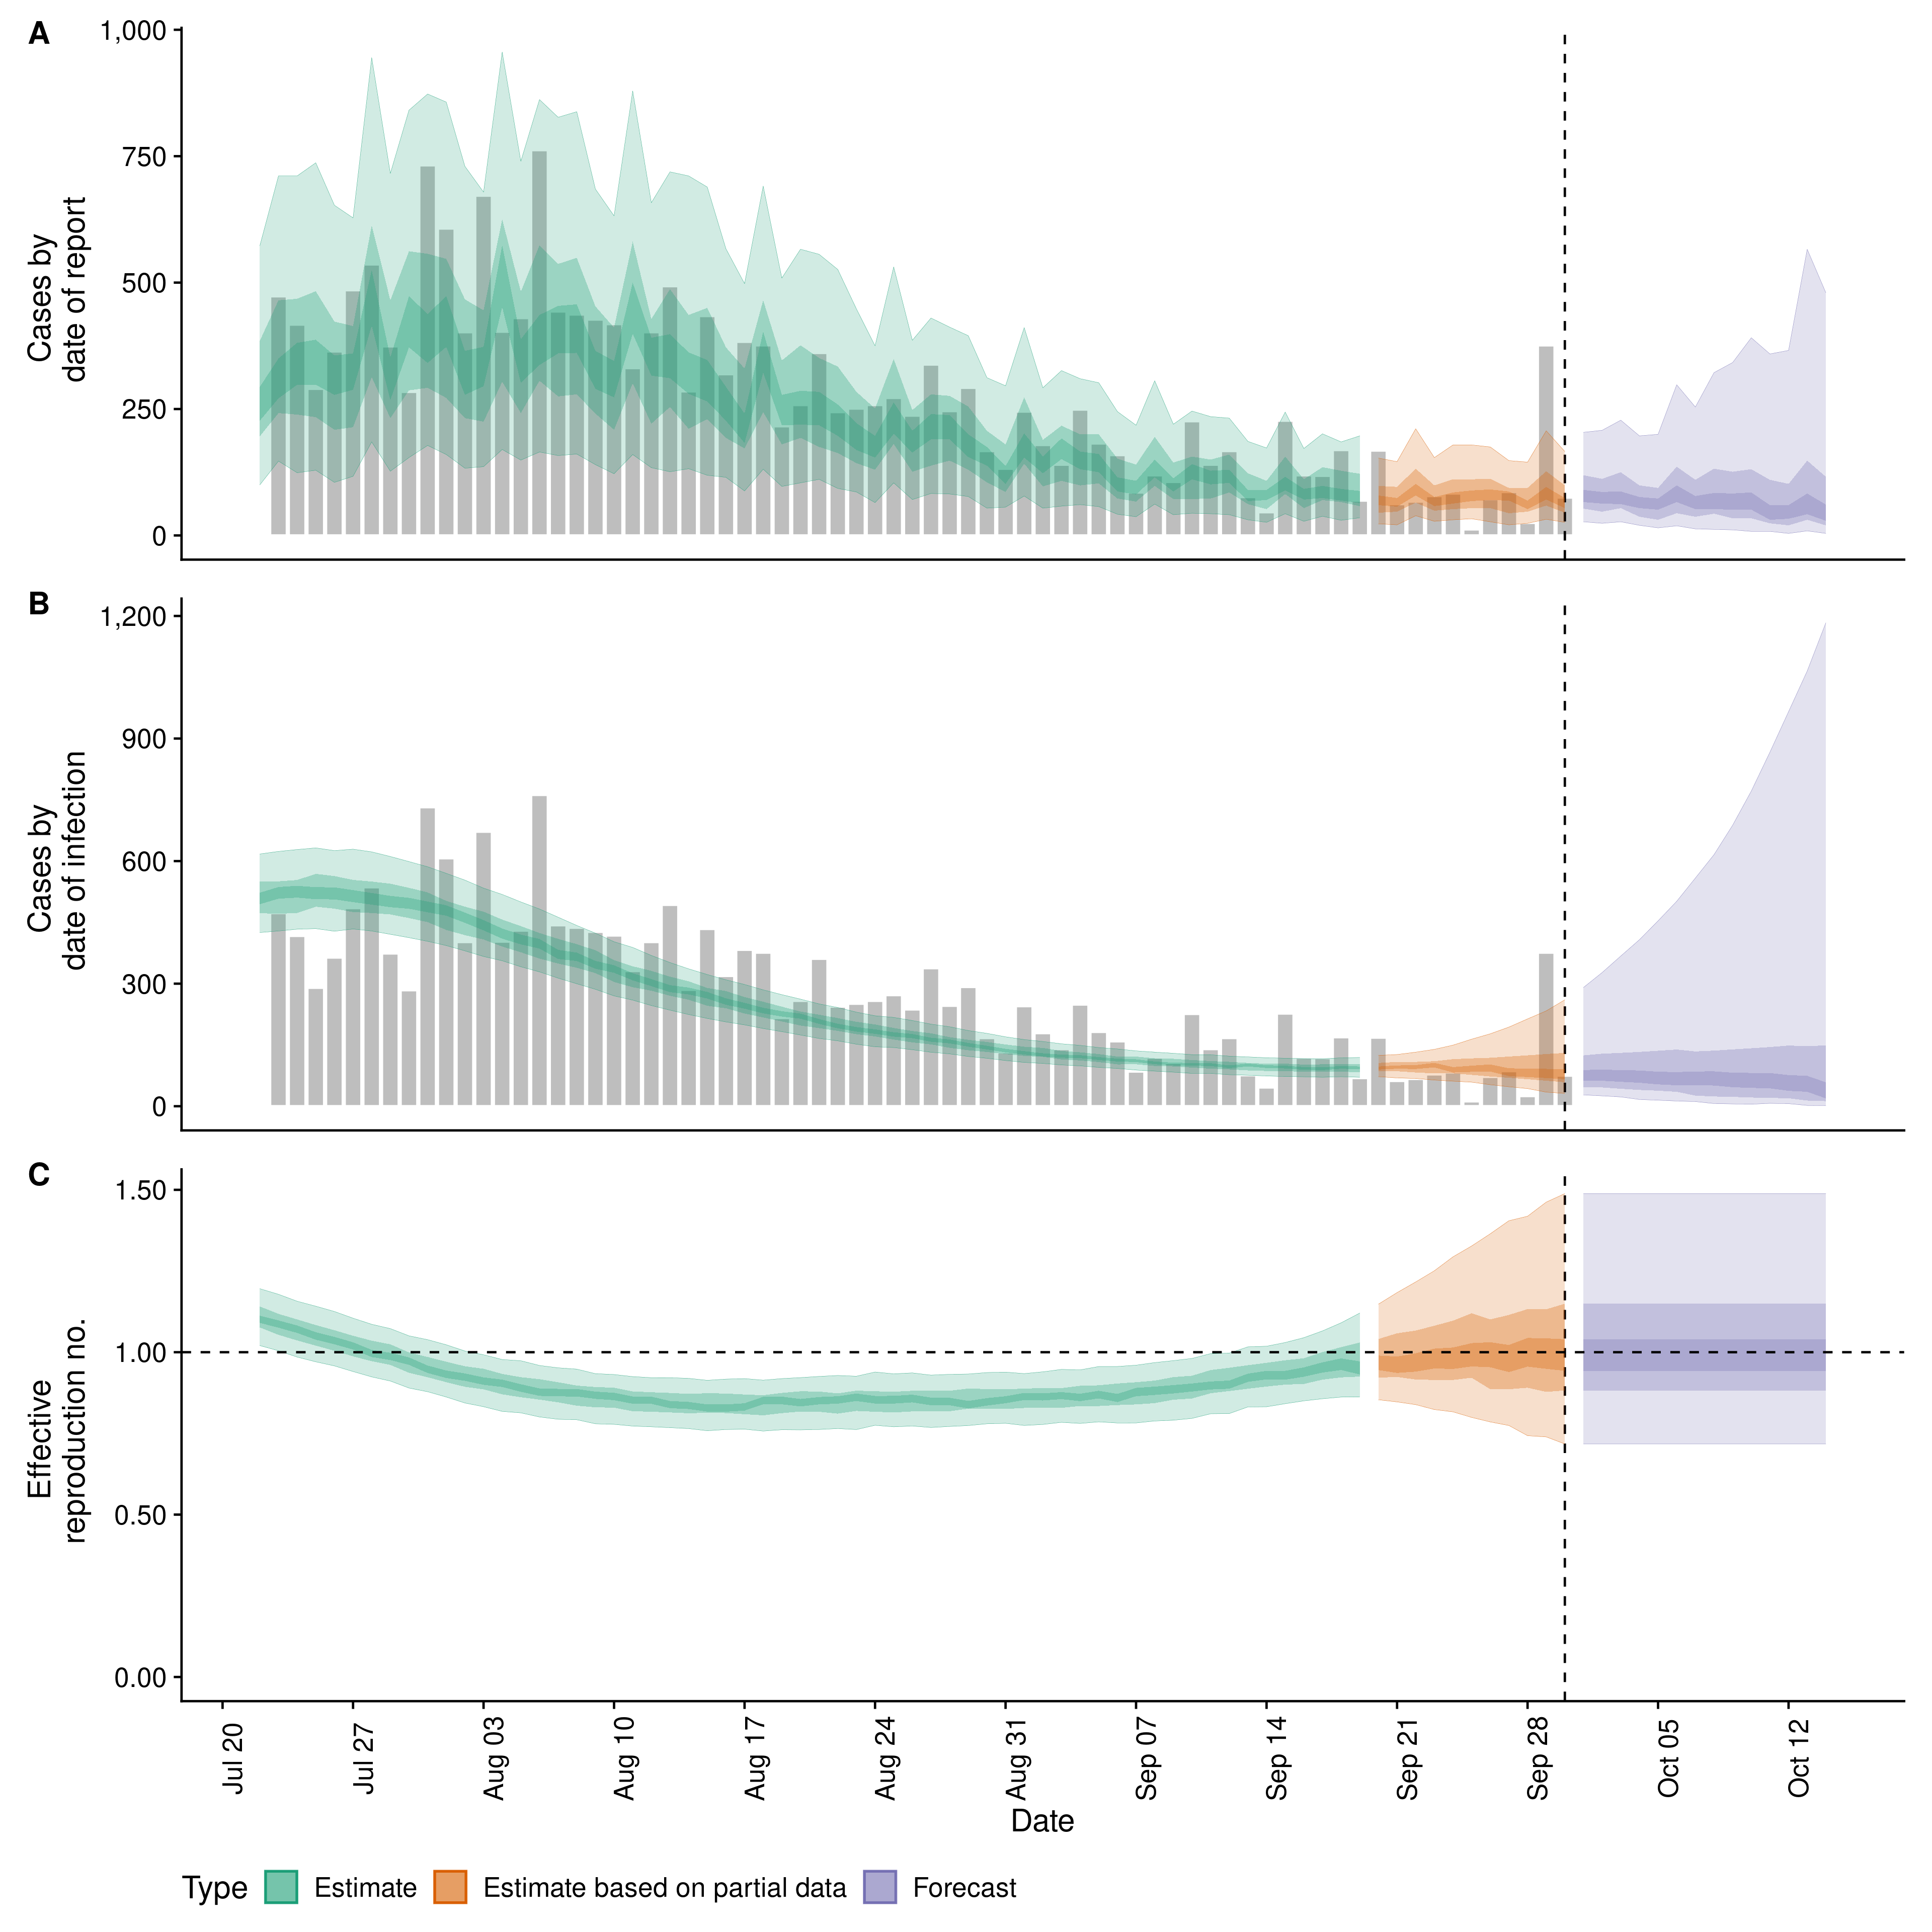 A
Cases by
date of report
1,000
750
500
250
0
B
Cases by
date of infection
1,200
900
600
300
0
C
Effective
reproduction no.
1.50
1.00
0.50
0.00
Jul 20
Jul 27
Aug 03
Aug 10
Aug 17
Aug 24
Aug 31
Sep 07
Sep 14
Sep 21
Sep 28
Oct 05
Oct 12
Date
Type Estimate Estimate based on partial data Forecast